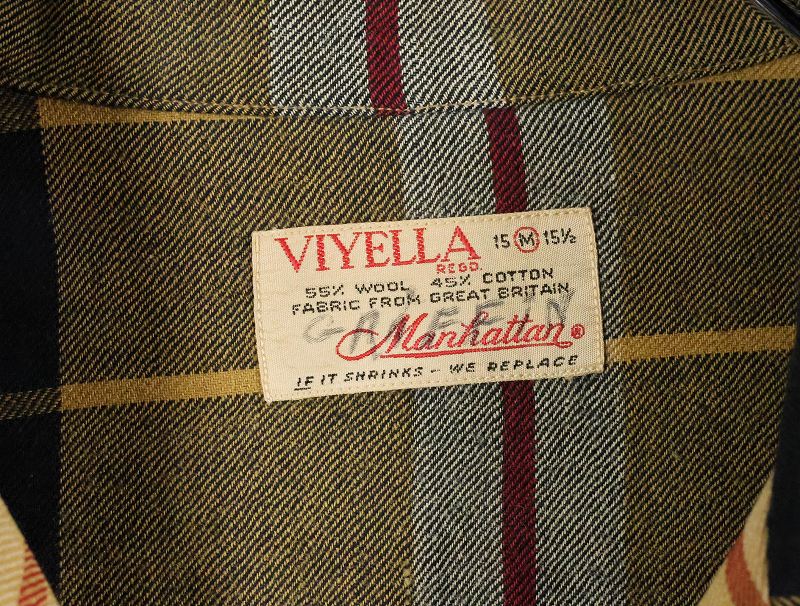 VIYELLA 15 M 15½
REGD.
55% WOOL 45% COTTON
FABRIC FROM GREAT BRITAIN
Manhattan®
IF IT SHRINKS - WE REPLACE